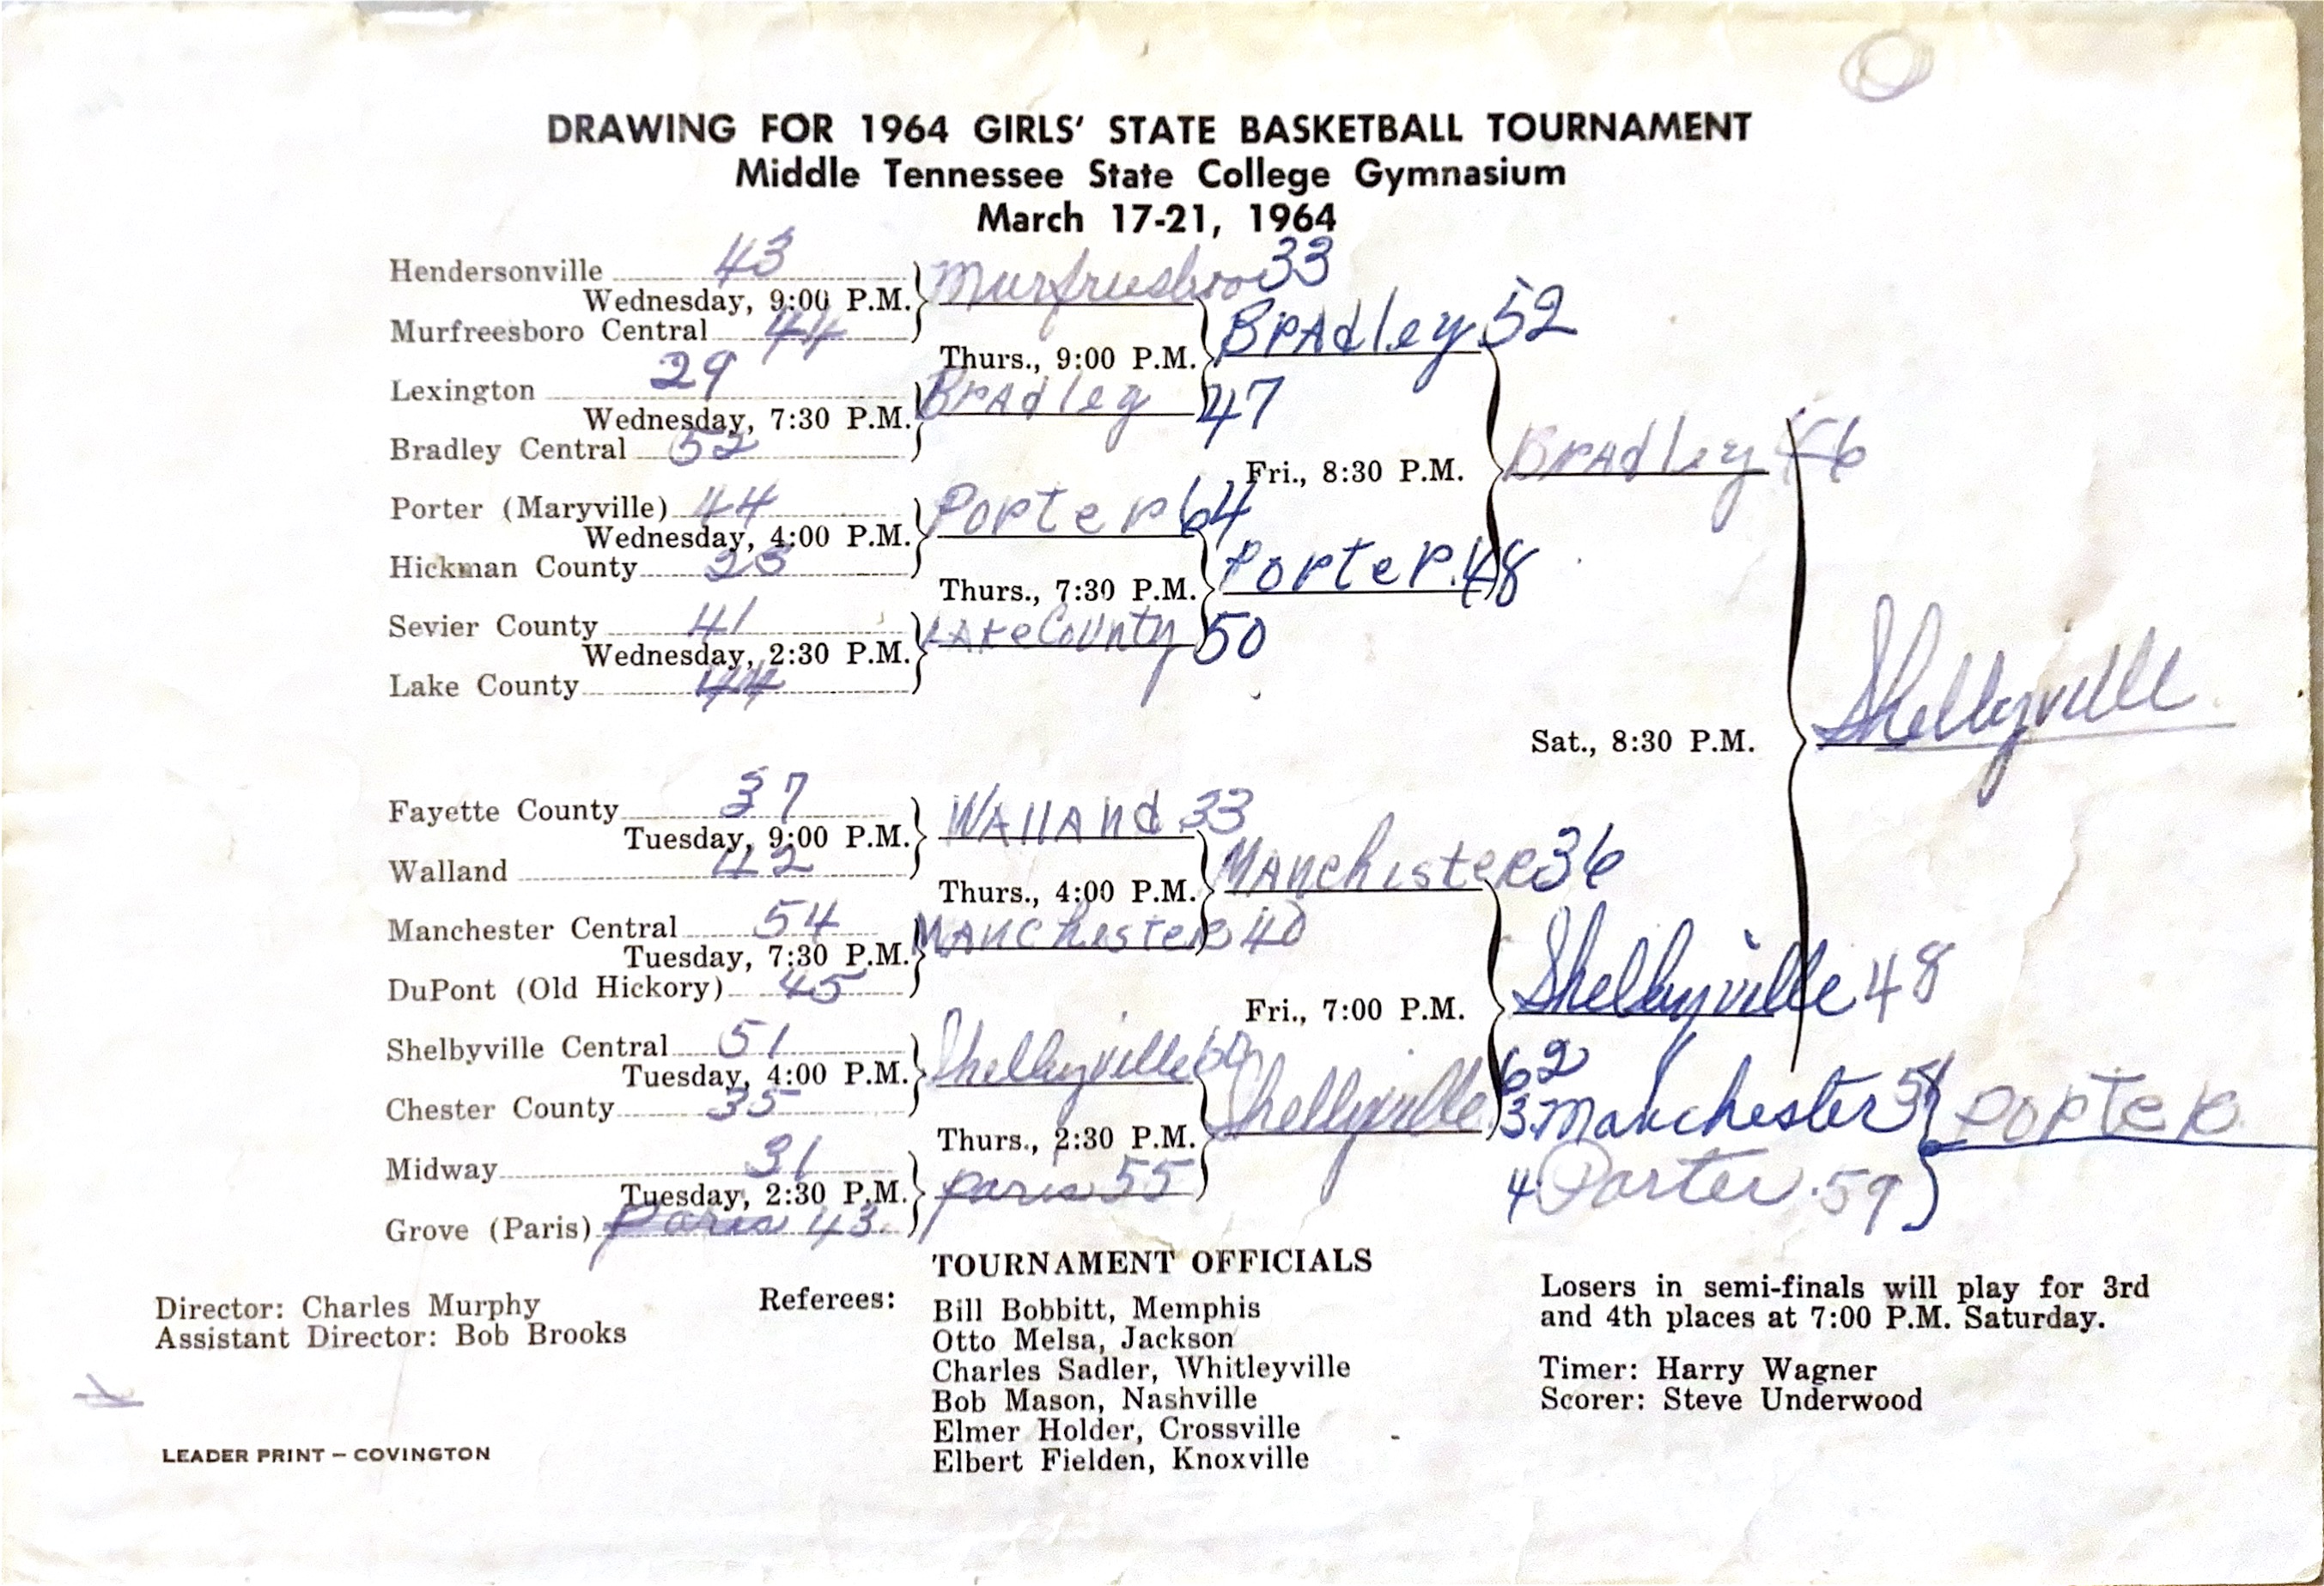 DRAWING FOR 1964 GIRLS' STATE BASKETBALL TOURNAMENT
Middle Tennessee State College Gymnasium
March 17-21, 1964
Hendersonville 43
Wednesday, 9:00 P.M.
Murfreesboro Central 44
Murfreesboro 33
Thurs., 9:00 P.M.
Bradley 52
Lexington 29
Wednesday, 7:30 P.M.
Bradley Central 52
Bradley 47
Fri., 8:30 P.M.
Bradley 46
Porter (Maryville) 44
Wednesday, 4:00 P.M.
Hickman County
Porter 64
Thurs., 7:30 P.M.
Porter 48
Sevier County 41
Wednesday, 2:30 P.M.
Lake County 44
Lake County 50
Sat., 8:30 P.M.
Shelbyville
Fayette County 37
Tuesday, 9:00 P.M.
Walland 42
Walland 33
Thurs., 4:00 P.M.
Manchester 36
Manchester Central 54
Tuesday, 7:30 P.M.
DuPont (Old Hickory) 45
Manchester 40
Fri., 7:00 P.M.
Shelbyville 48
Shelbyville Central 51
Tuesday, 4:00 P.M.
Chester County 35
Shelbyville
Thurs., 2:30 P.M.
Shelbyville 62
Midway 31
Tuesday, 2:30 P.M.
Grove (Paris) Paris 43
Paris 55
3. Manchester
4 Porter 59
Porter
TOURNAMENT OFFICIALS
Director: Charles Murphy
Assistant Director: Bob Brooks
Referees:
Bill Bobbitt, Memphis
Otto Melsa, Jackson
Charles Sadler, Whitleyville
Bob Mason, Nashville
Elmer Holder, Crossville
Elbert Fielden, Knoxville
Losers in semi-finals will play for 3rd
and 4th places at 7:00 P.M. Saturday.
Timer: Harry Wagner
Scorer: Steve Underwood
LEADER PRINT – COVINGTON